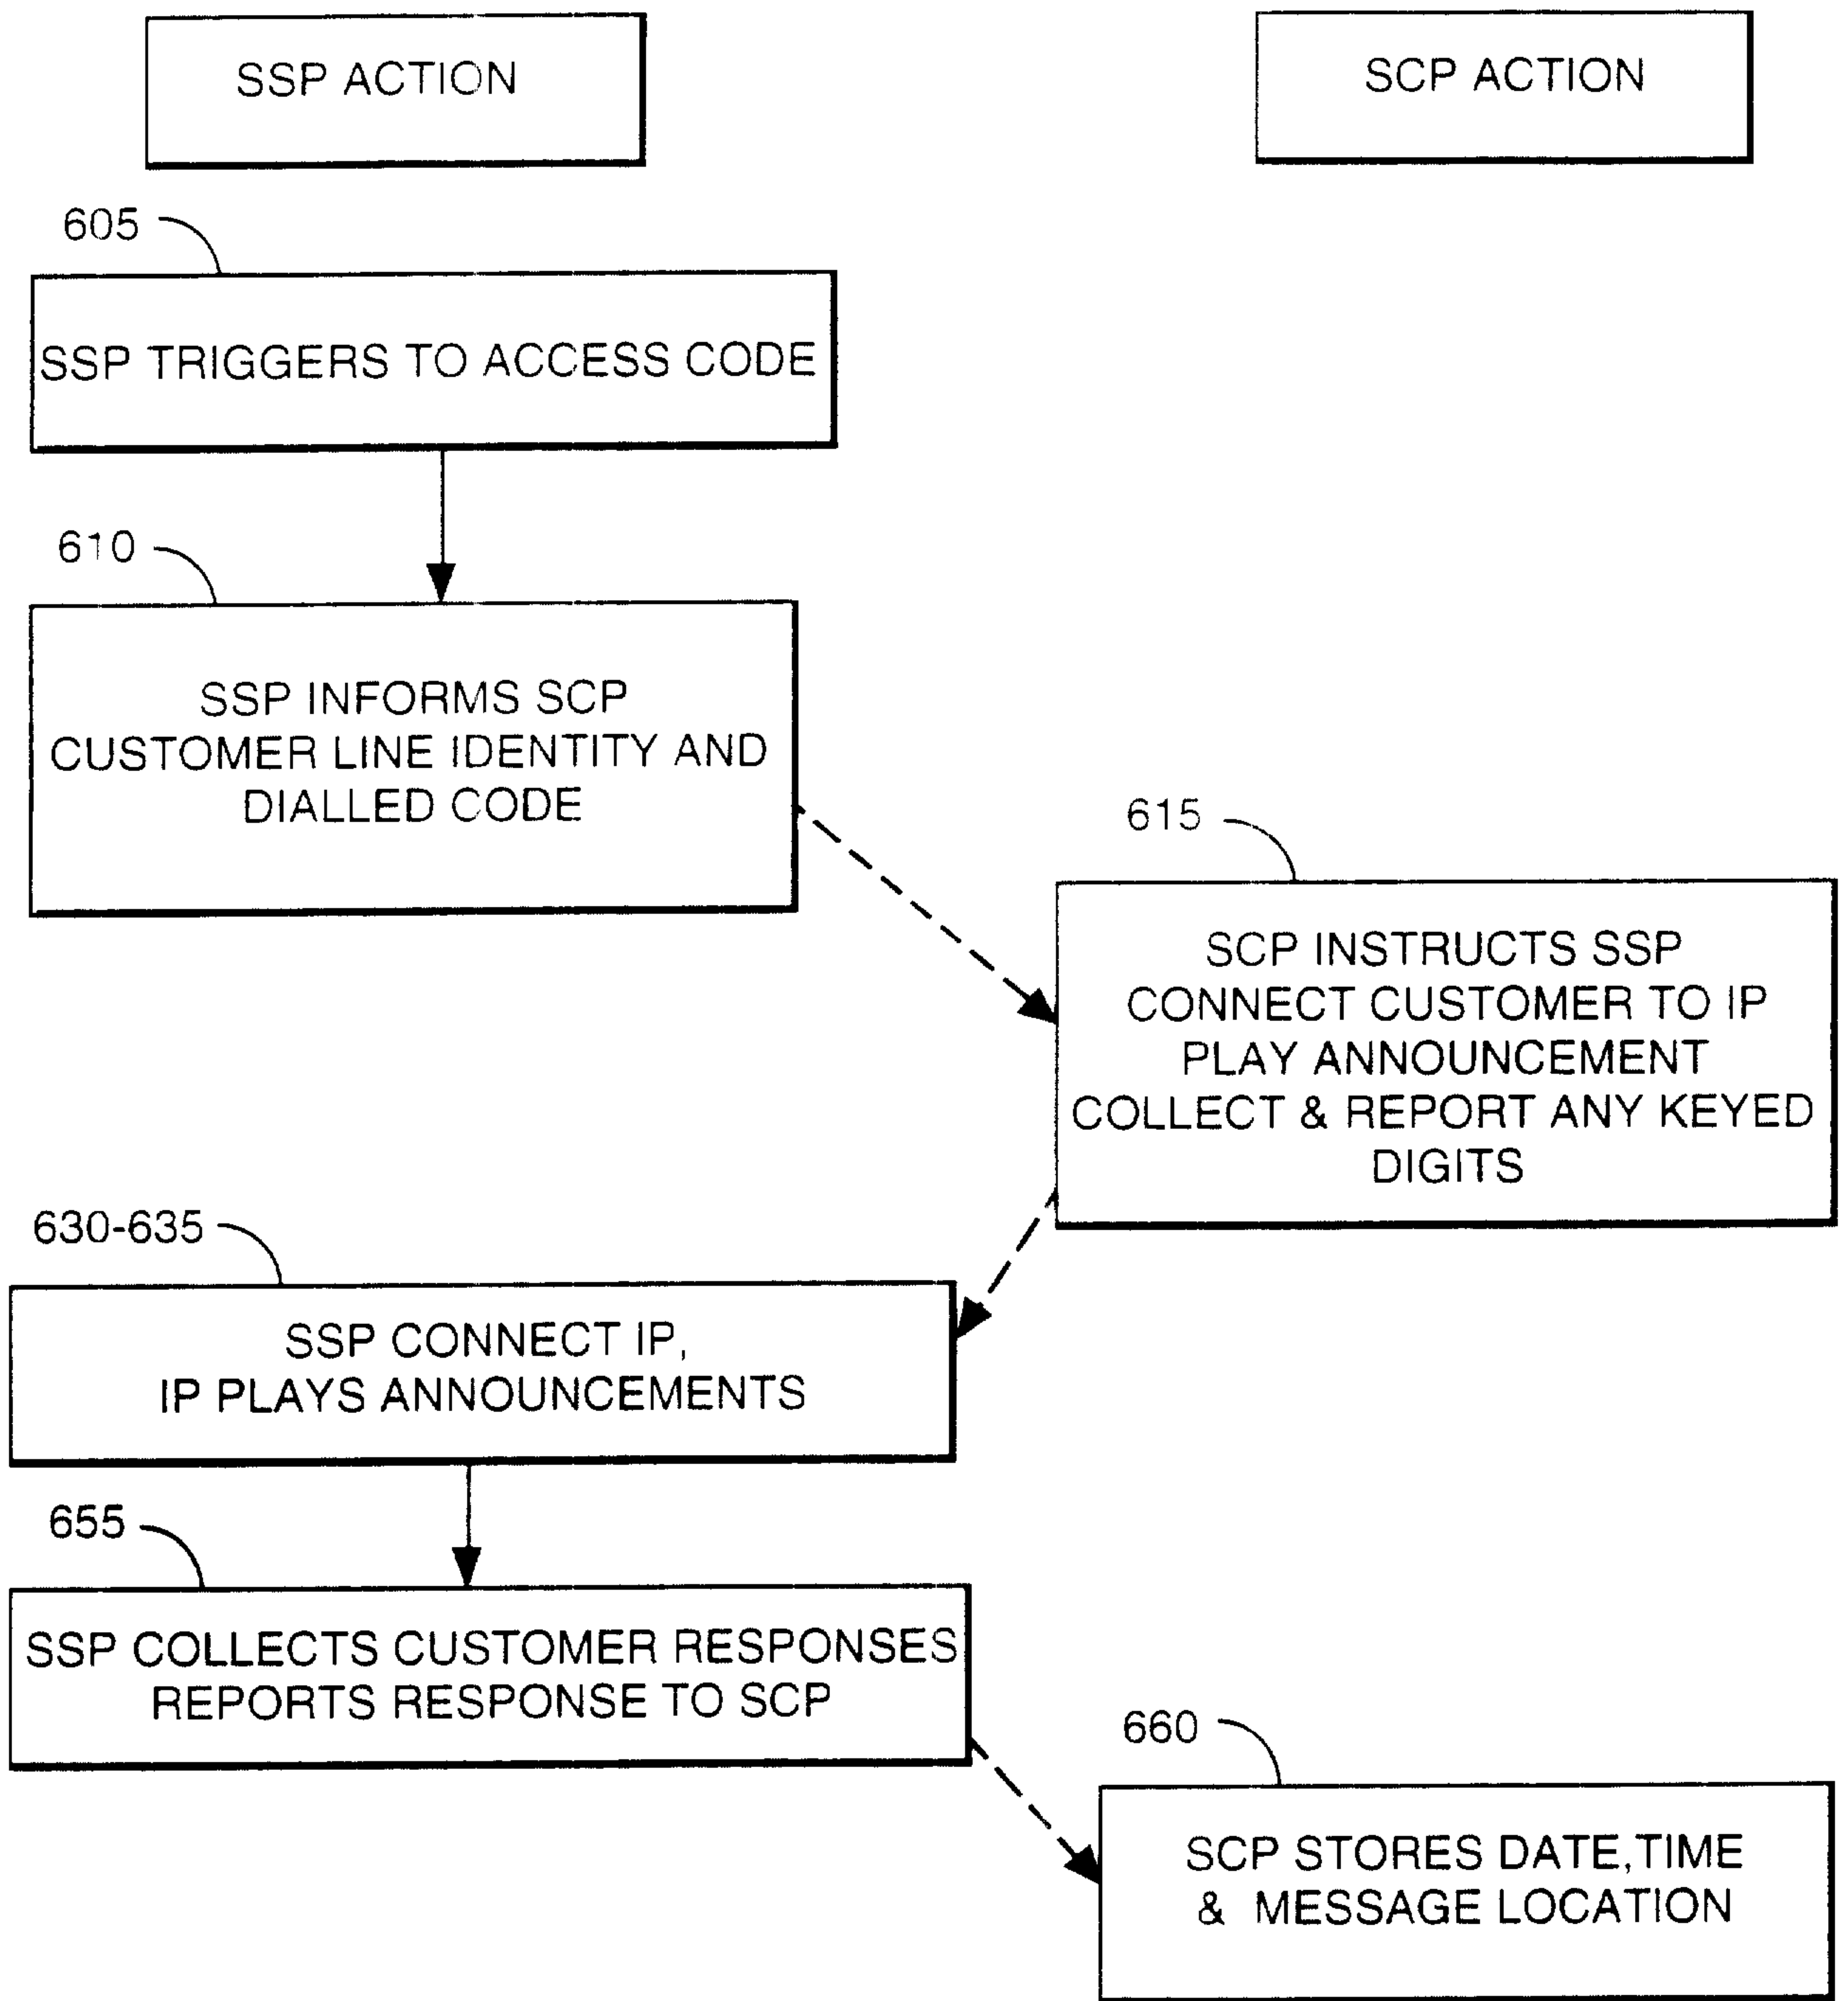 SSP ACTION
SCP ACTION
605
SSP TRIGGERS TO ACCESS CODE
610
SSP INFORMS SCP
CUSTOMER LINE IDENTITY AND
DIALLED CODE
615
SCP INSTRUCTS SSP
CONNECT CUSTOMER TO IP
PLAY ANNOUNCEMENT
COLLECT & REPORT ANY KEYED
DIGITS
630-635
SSP CONNECT IP,
IP PLAYS ANNOUNCEMENTS
655
SSP COLLECTS CUSTOMER RESPONSES
REPORTS RESPONSE TO SCP
660
SCP STORES DATE,TIME
& MESSAGE LOCATION